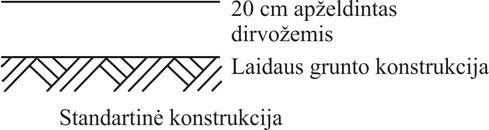 20 cm apželdintas
dirvožemis
Laidaus grunto konstrukcija
Standartinė konstrukcija